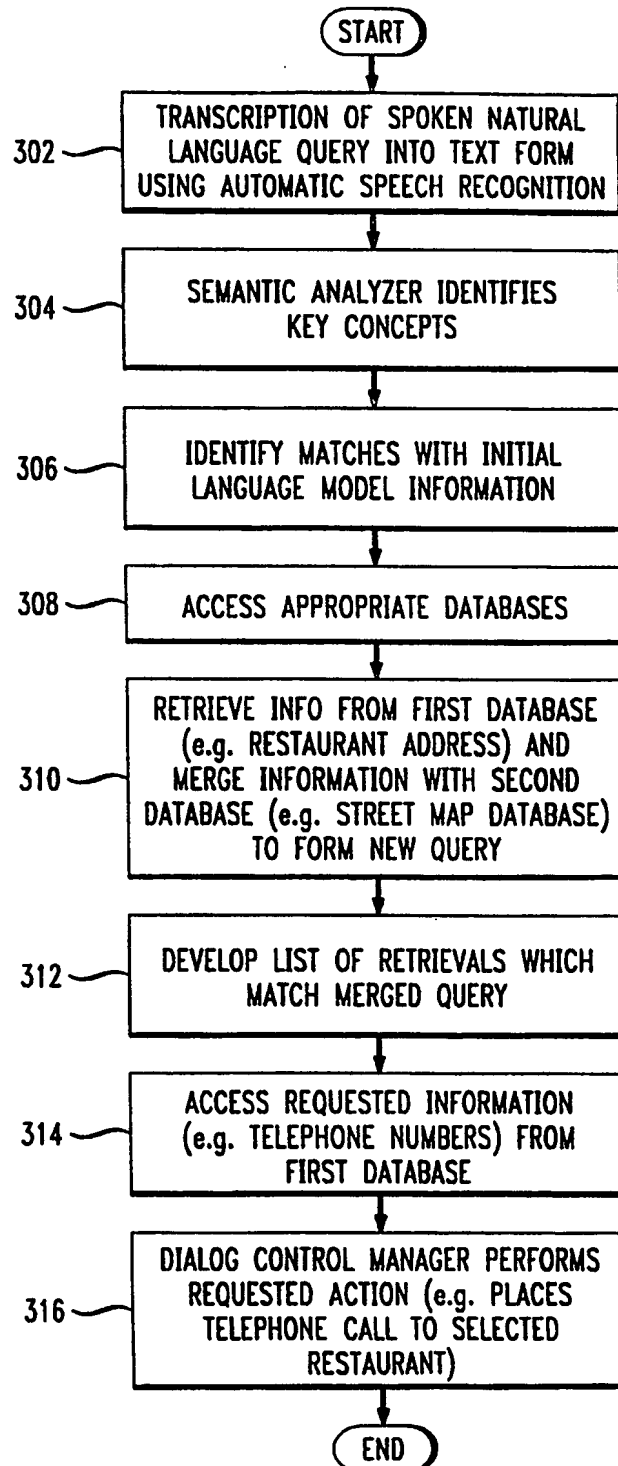 START
302
TRANSCRIPTION OF SPOKEN NATURAL
LANGUAGE QUERY INTO TEXT FORM
USING AUTOMATIC SPEECH RECOGNITION
304
SEMANTIC ANALYZER IDENTIFIES
KEY CONCEPTS
306
IDENTIFY MATCHES WITH INITIAL
LANGUAGE MODEL INFORMATION
308
ACCESS APPROPRIATE DATABASES
310
RETRIEVE INFO FROM FIRST DATABASE
(e.g. RESTAURANT ADDRESS) AND
MERGE INFORMATION WITH SECOND
DATABASE (e.g. STREET MAP DATABASE)
TO FORM NEW QUERY
312
DEVELOP LIST OF RETRIEVALS WHICH
MATCH MERGED QUERY
314
ACCESS REQUESTED INFORMATION
(e.g. TELEPHONE NUMBERS) FROM
FIRST DATABASE
316
DIALOG CONTROL MANAGER PERFORMS
REQUESTED ACTION (e.g. PLACES
TELEPHONE CALL TO SELECTED
RESTAURANT)
END